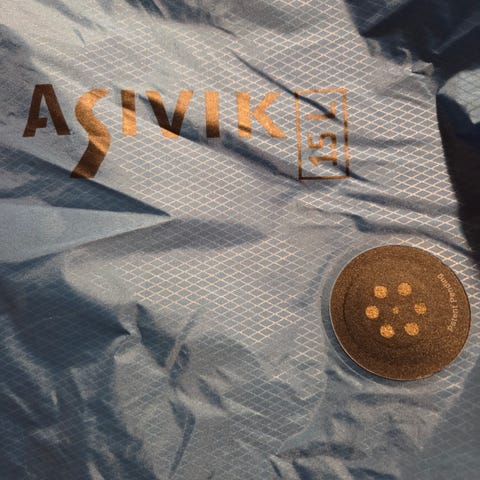 ASIVIK
15L
Patent Pending